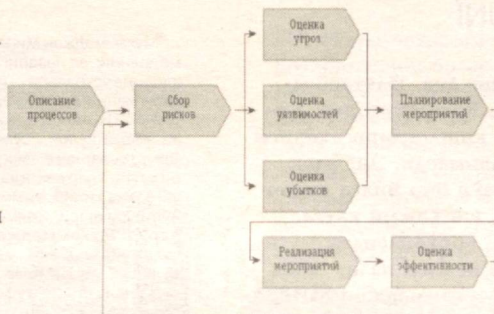 Оценка
угроз
Описание
процессов
Сбор
рисков
Оценка
уязвимостей
Планирование
мероприятий
Оценка
убытков
Реализация
мероприятий
Оценка
эффективности